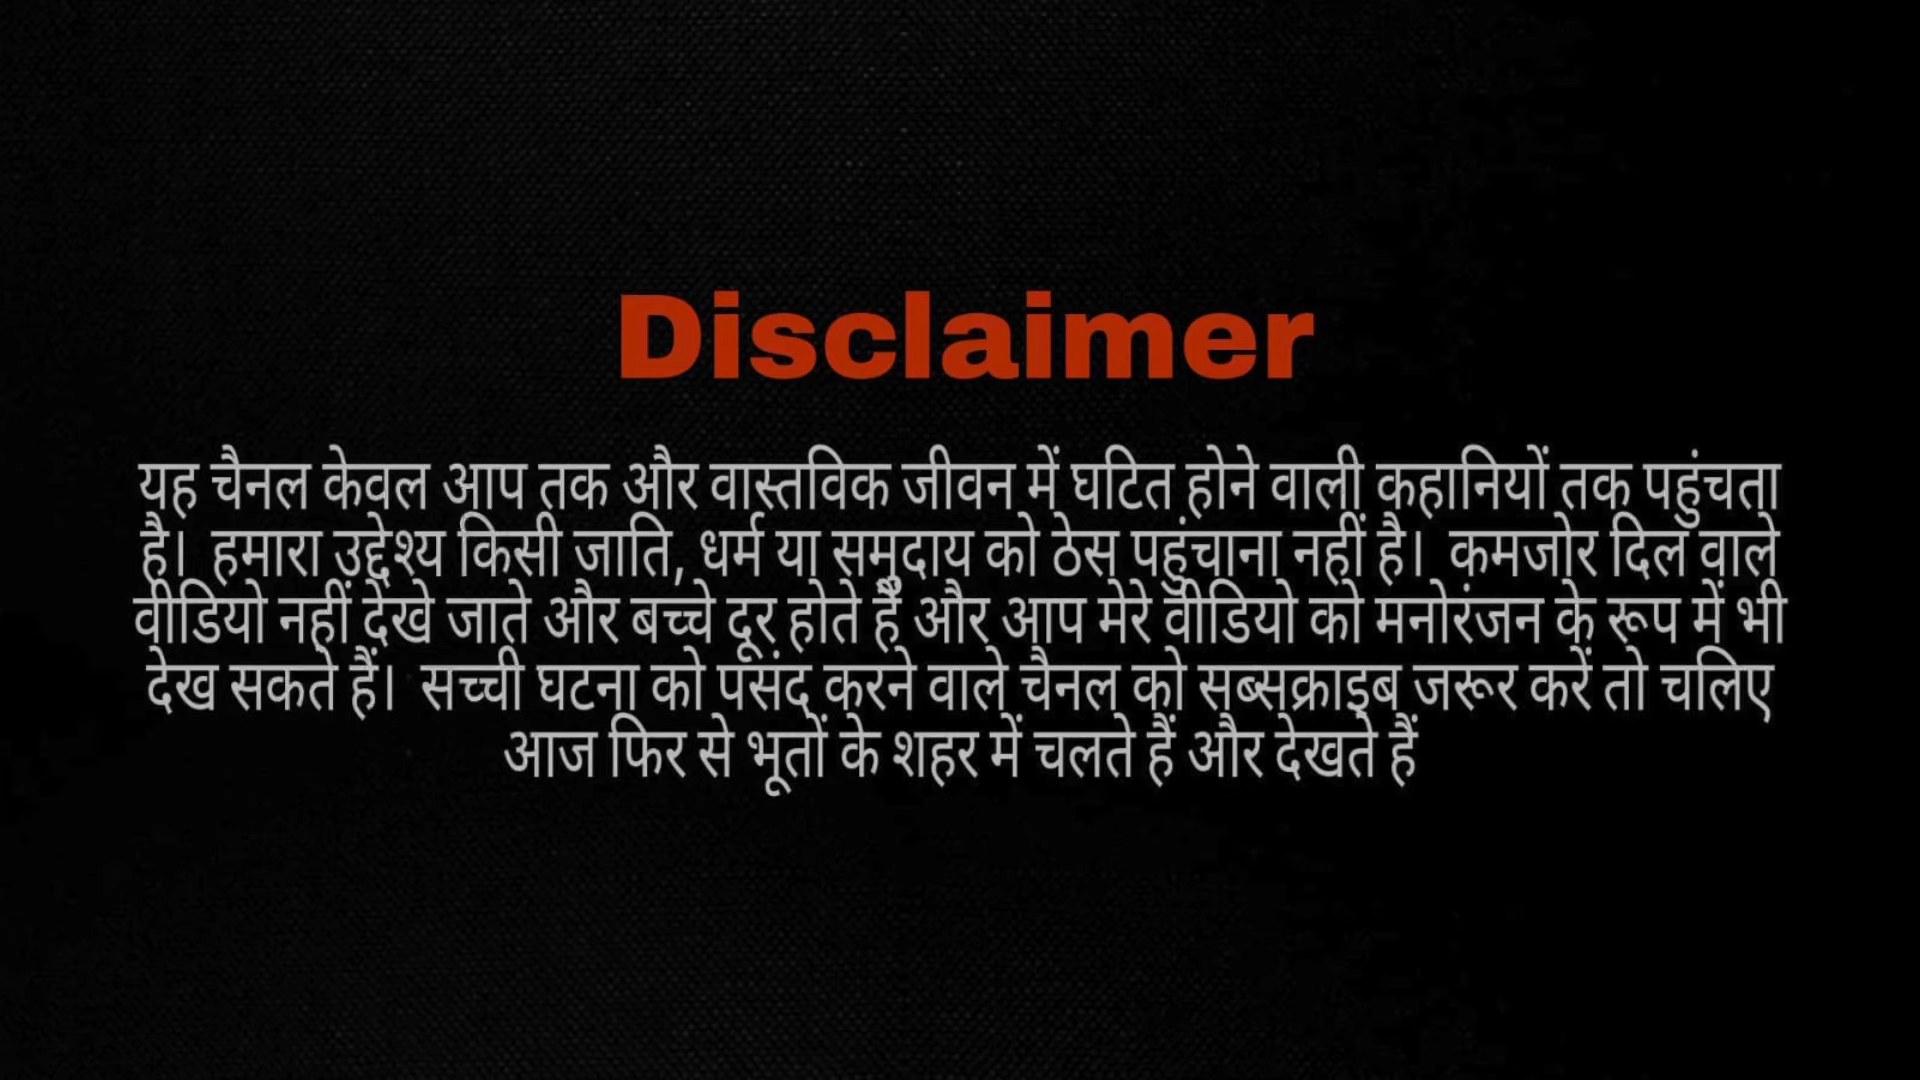 Disclaimer
यह चैनल केवल आप तक और वास्तविक जीवन में घटित होने वाली कहानियों तक पहुंचता
है। हमारा उद्देश्य किसी जाति, धर्म या समुदाय को ठेस पहुंचाना नहीं है। कमजोर दिल वाले
वीडियो नहीं देखे जाते और बच्चे दूर होते हैं और आप मेरे वीडियो को मनोरंजन के रूप में भी
देख सकते हैं। सच्ची घटना को पसंद करने वाले चैनल को सब्सक्राइब जरूर करें तो चलिए
आज फिर से भूतों के शहर में चलते हैं और देखते हैं